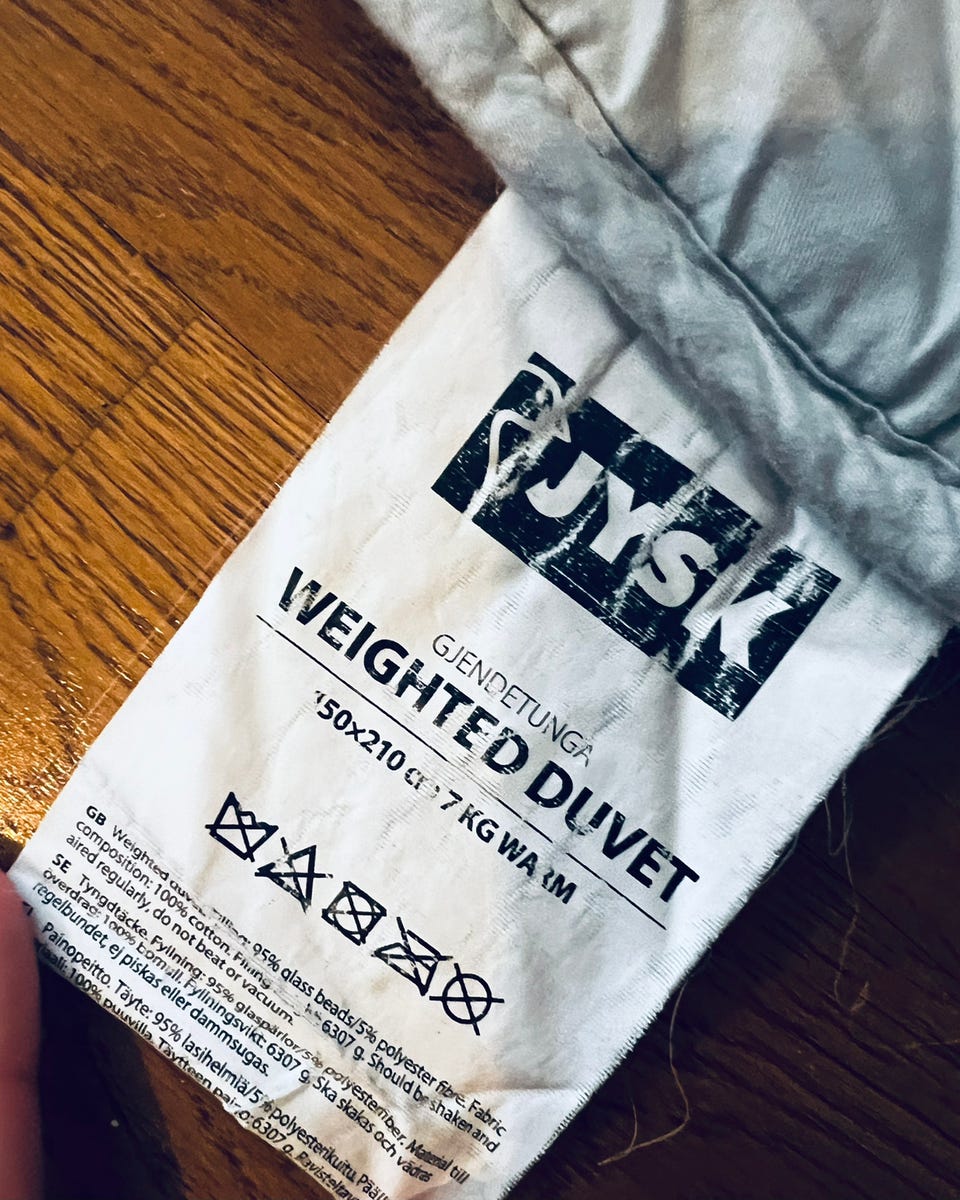 JYSK
GJENDETUNGA
WEIGHTED DUVET
150x210 CM 7 KG WARM
GB Weighted duvet. Filling: 95% glass beads/5% polyester fibre. Fabric
composition: 100% cotton. Filling 6307 g. Should be shaken and
aired regularly, do not beat or vacuum.
SE Tyngdtäcke. Fyllning: 95% glaspärlor/5% polyesterfiber. Material till
överdrag: 100% bomull. Fyllningsvikt: 6307 g. Ska skakas och vädras
regelbundet, ej piskas eller dammsugas.
FI Painopeitto. Täyte: 95% lasihelmiä/5% polyesterikuitu.
100% puuvilla. Täytteen paino: 6307 g.